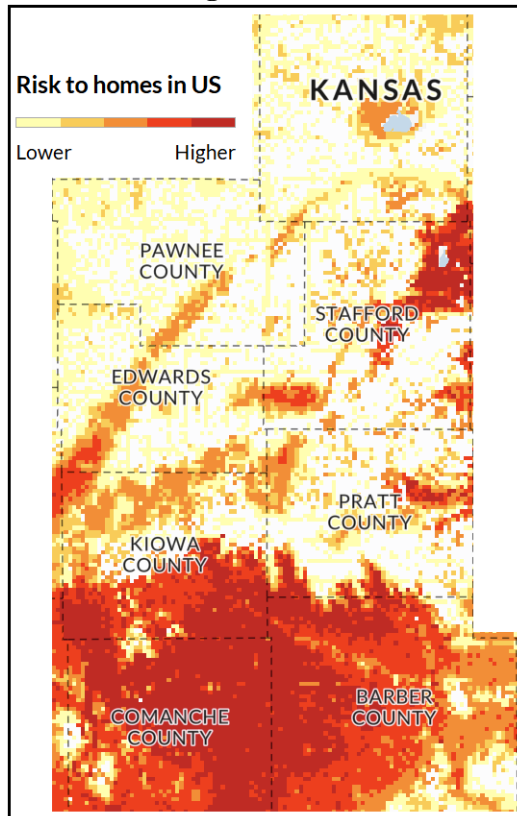 Risk to homes in US
Lower Higher
KANSAS
PAWNEE
COUNTY
STAFFORD
COUNTY
EDWARDS
COUNTY
PRATT
COUNTY
KIOWA
COUNTY
COMANCHE
COUNTY
BARBER
COUNTY